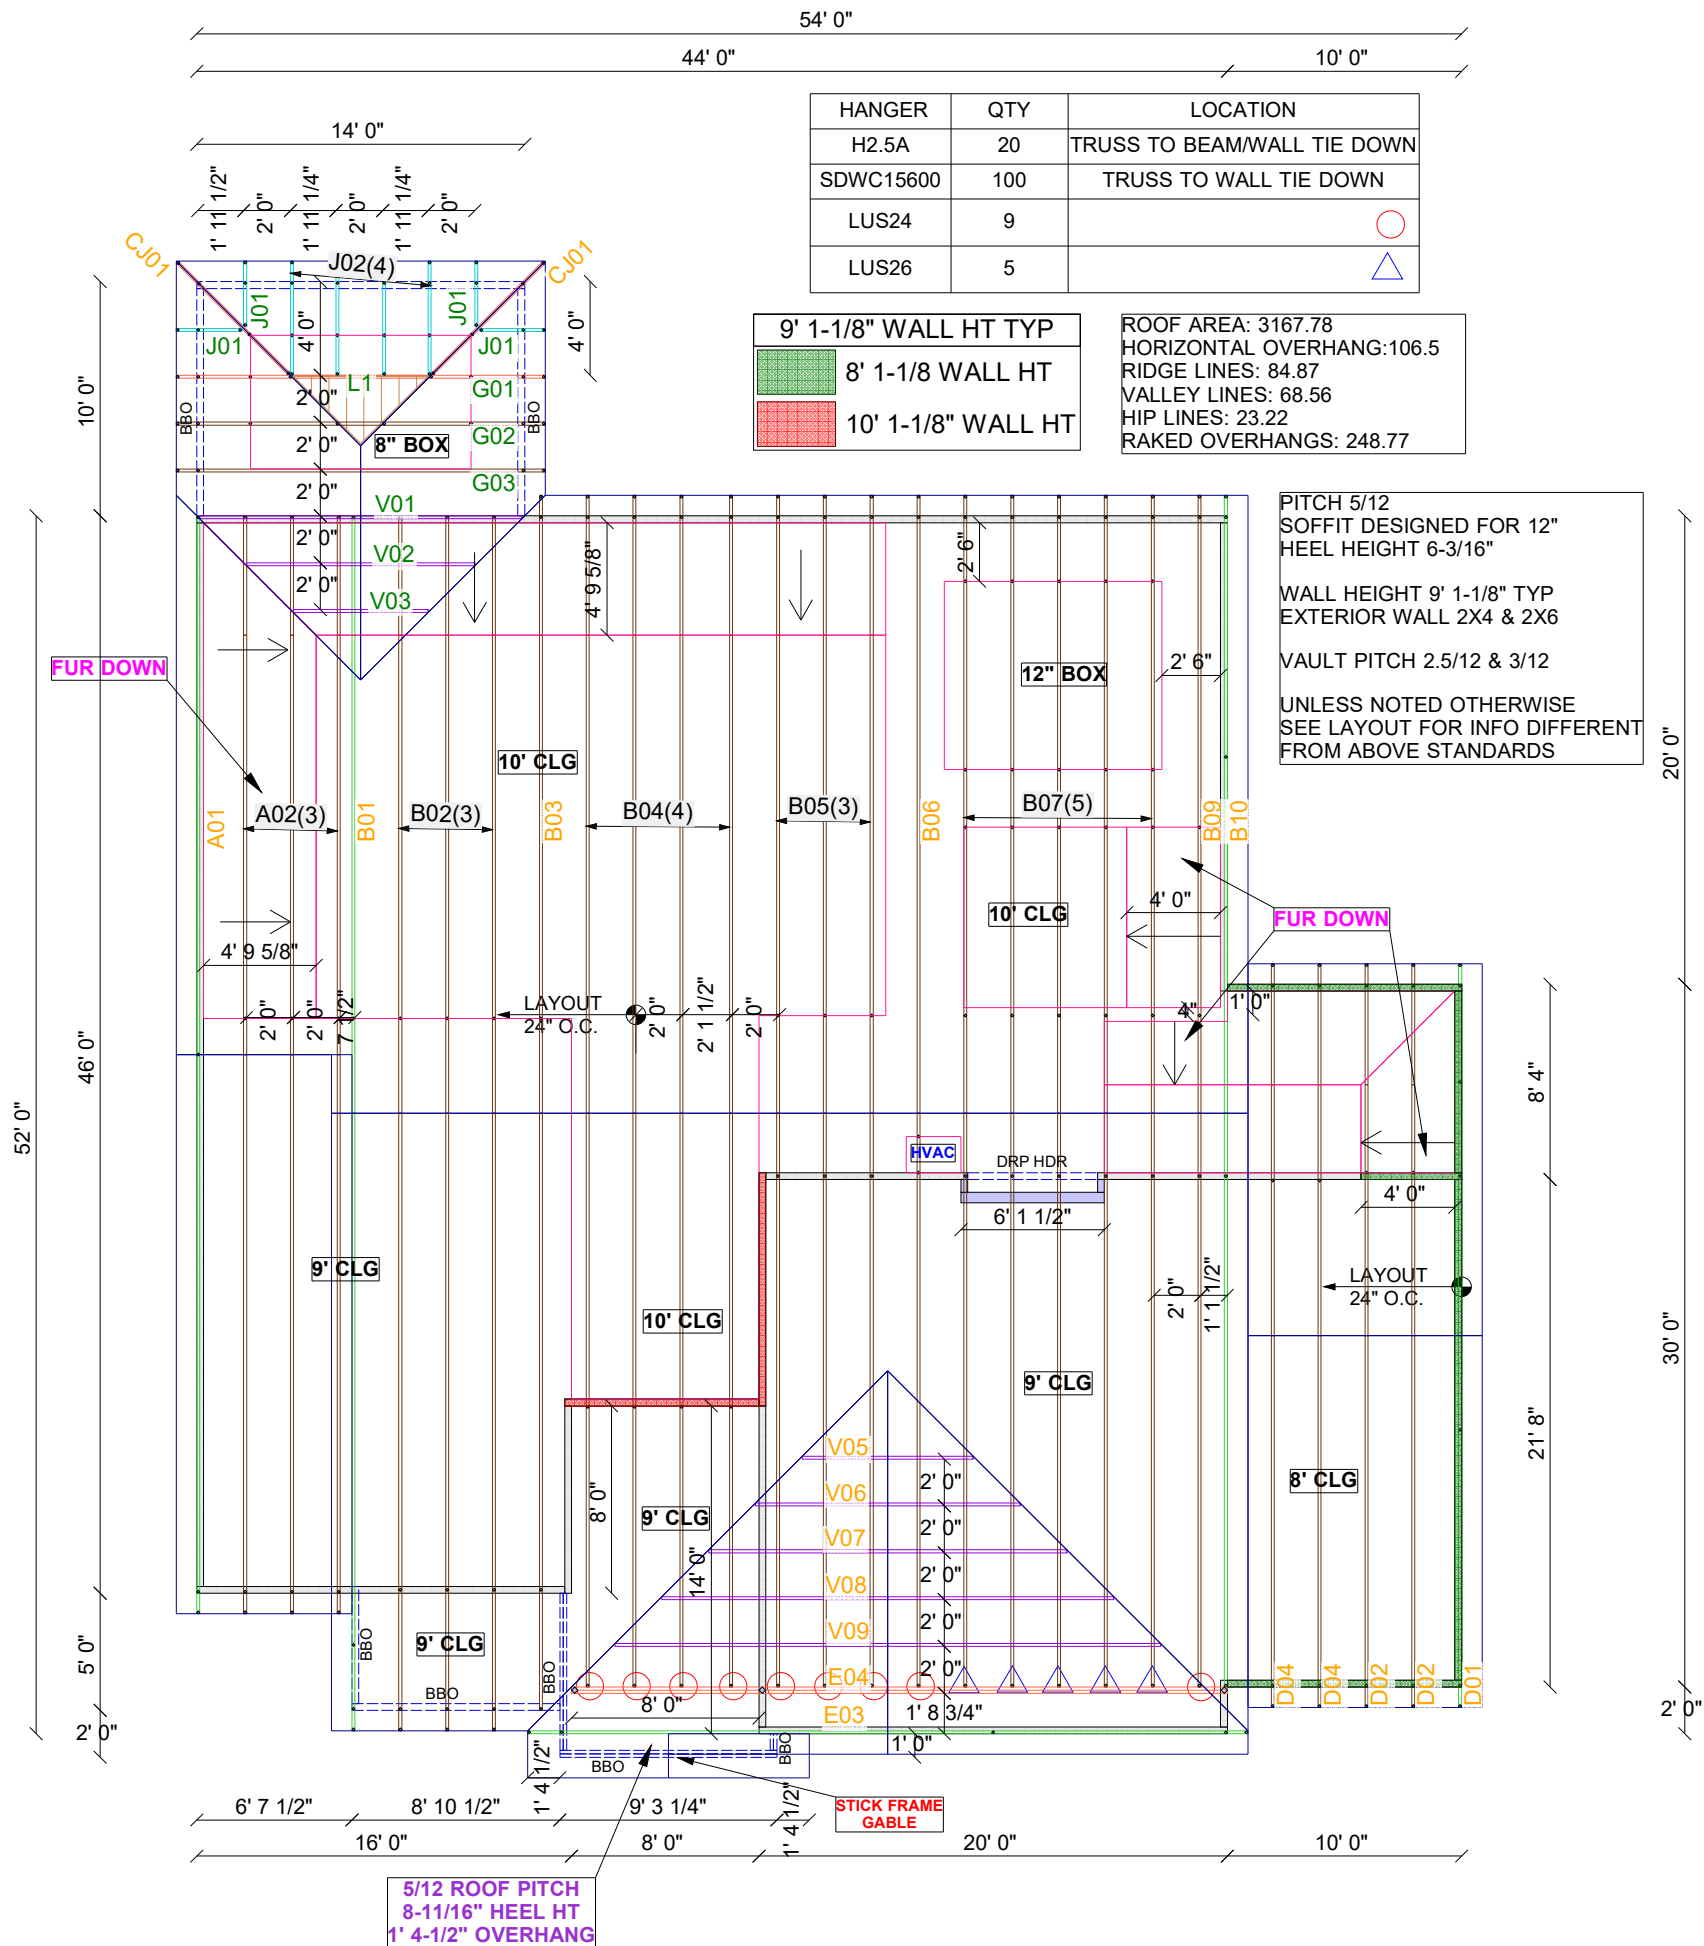 54' 0"
44' 0"
10' 0"
HANGER QTY LOCATION
H2.5A 20 TRUSS TO BEAM/WALL TIE DOWN
SDWC15600 100 TRUSS TO WALL TIE DOWN
LUS24 9
LUS26 5
14' 0"
1' 11 1/2"
2' 0"
1' 11 1/4"
2' 0"
1' 11 1/4"
2' 0"
CJ01
CJ01
J02(4)
J01
J01
J01
J01
4' 0"
4' 0"
10' 0"
L1
G01
2' 0"
BBO
BBO
G02
8" BOX
2' 0"
G03
2' 0"
V01
2' 0"
V02
2' 0"
V03
9' 1-1/8" WALL HT TYP
8' 1-1/8 WALL HT
10' 1-1/8" WALL HT
ROOF AREA: 3167.78
HORIZONTAL OVERHANG:106.5
RIDGE LINES: 84.87
VALLEY LINES: 68.56
HIP LINES: 23.22
RAKED OVERHANGS: 248.77
PITCH 5/12
SOFFIT DESIGNED FOR 12"
HEEL HEIGHT 6-3/16"
WALL HEIGHT 9' 1-1/8" TYP
EXTERIOR WALL 2X4 & 2X6
VAULT PITCH 2.5/12 & 3/12
UNLESS NOTED OTHERWISE
SEE LAYOUT FOR INFO DIFFERENT
FROM ABOVE STANDARDS
4' 9 5/8"
2' 6"
FUR DOWN
12" BOX
2' 6"
10' CLG
20' 0"
A01
A02(3)
B01
B02(3)
B03
B04(4)
B05(3)
B06
B07(5)
B09
B10
10' CLG
4' 0"
FUR DOWN
4' 9 5/8"
2' 0"
2' 0"
7 1/2"
LAYOUT
24" O.C.
2' 0"
2' 1 1/2"
2' 0"
4"
1' 0"
46' 0"
52' 0"
8' 4"
HVAC
DRP HDR
4' 0"
6' 1 1/2"
9' CLG
LAYOUT
24" O.C.
2' 0"
1' 1 1/2"
10' CLG
30' 0"
9' CLG
21' 8"
V05
2' 0"
8' CLG
V06
8' 0"
9' CLG
2' 0"
V07
14' 0"
2' 0"
V08
2' 0"
V09
9' CLG
BBO
BBO
BBO
2' 0"
E04
8' 0"
1' 8 3/4"
E03
1' 0"
D04
D04
D02
D02
D01
5' 0"
2' 0"
2' 0"
BBO
BBO
1' 4 1/2"
STICK FRAME
GABLE
6' 7 1/2"
8' 10 1/2"
9' 3 1/4"
1' 4 1/2"
16' 0"
8' 0"
20' 0"
10' 0"
5/12 ROOF PITCH
8-11/16" HEEL HT
1' 4-1/2" OVERHANG